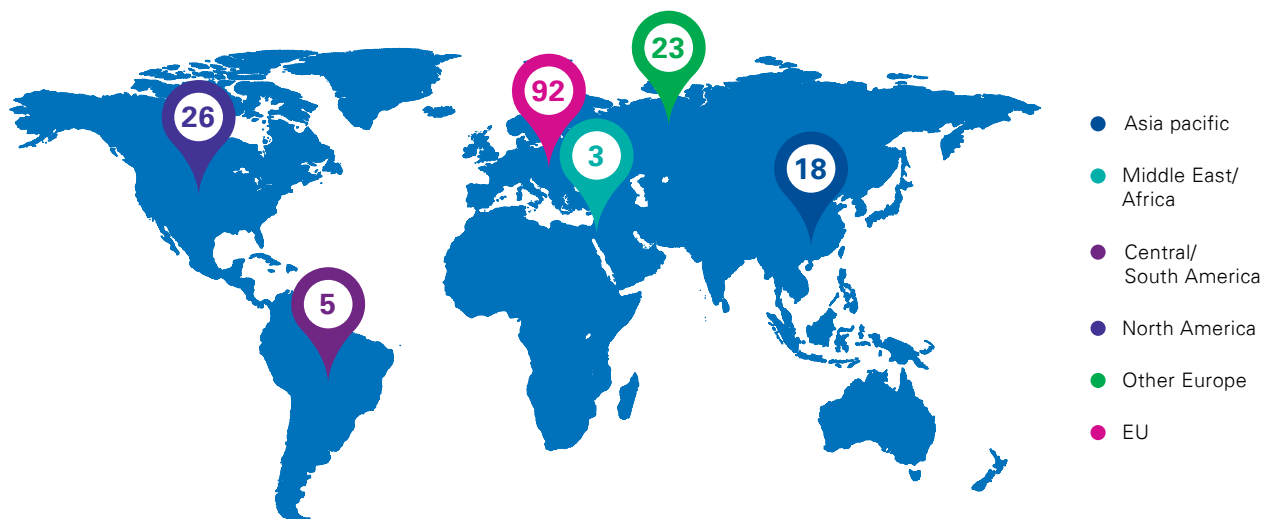 23
92
26
3
18
5
Asia pacific
Middle East/
Africa
Central/
South America
North America
Other Europe
EU